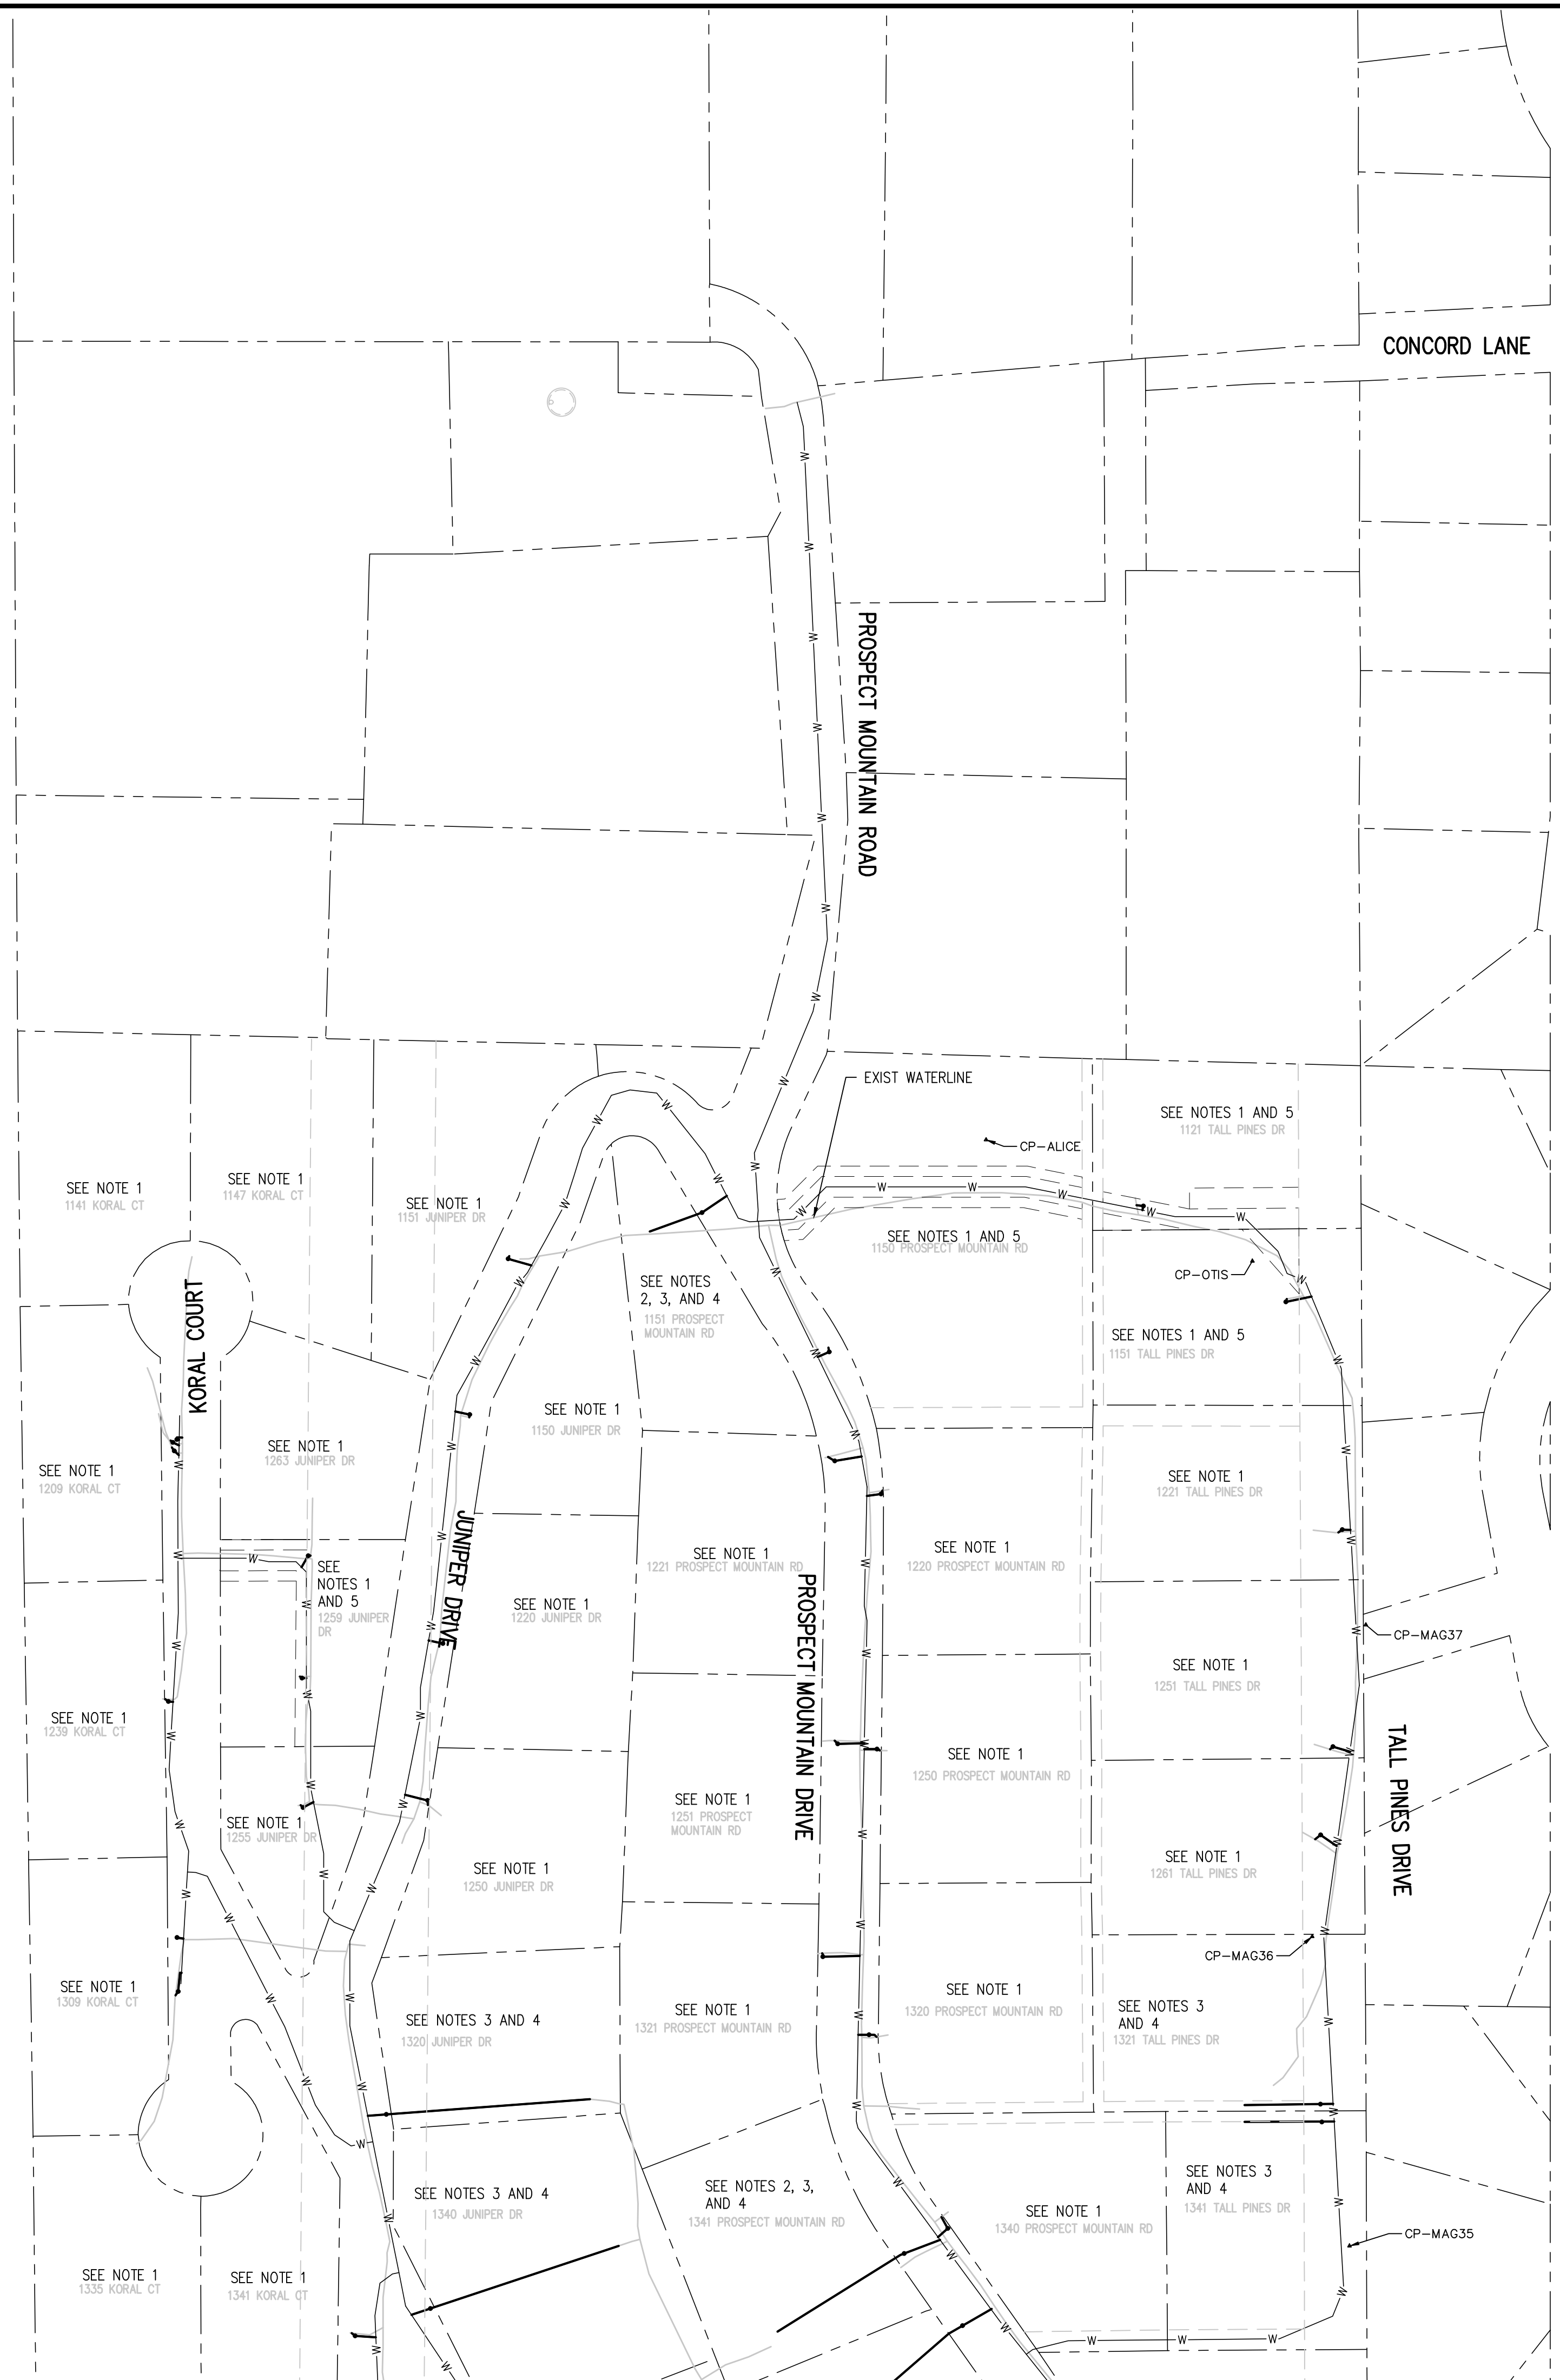 CONCORD LANE
PROSPECT MOUNTAIN ROAD
EXIST WATERLINE
SEE NOTES 1 AND 5
1121 TALL PINES DR
CP-ALICE
SEE NOTE 1
1141 KORAL CT
SEE NOTE 1
1147 KORAL CT
SEE NOTE 1
1151 JUNIPER DR
SEE NOTES 1 AND 5
1150 PROSPECT MOUNTAIN RD
CP-OTIS
SEE NOTES
2, 3, AND 4
1151 PROSPECT
MOUNTAIN RD
KORAL COURT
SEE NOTES 1 AND 5
1151 TALL PINES DR
SEE NOTE 1
1150 JUNIPER DR
SEE NOTE 1
1263 JUNIPER DR
SEE NOTE 1
1209 KORAL CT
SEE NOTE 1
1221 TALL PINES DR
JUNIPER DRIVE
SEE NOTE 1
1221 PROSPECT MOUNTAIN RD
SEE NOTE 1
1220 PROSPECT MOUNTAIN RD
SEE
NOTES 1
AND 5
1259 JUNIPER
DR
SEE NOTE 1
1220 JUNIPER DR
PROSPECT MOUNTAIN DRIVE
CP-MAG37
SEE NOTE 1
1251 TALL PINES DR
SEE NOTE 1
1239 KORAL CT
SEE NOTE 1
1250 PROSPECT MOUNTAIN RD
TALL PINES DRIVE
SEE NOTE 1
1251 PROSPECT
MOUNTAIN RD
SEE NOTE 1
1255 JUNIPER DR
SEE NOTE 1
1261 TALL PINES DR
SEE NOTE 1
1250 JUNIPER DR
CP-MAG36
SEE NOTE 1
1309 KORAL CT
SEE NOTE 1
1320 PROSPECT MOUNTAIN RD
SEE NOTES 3
AND 4
1321 TALL PINES DR
SEE NOTE 1
1321 PROSPECT MOUNTAIN RD
SEE NOTES 3 AND 4
1320 JUNIPER DR
SEE NOTES 3
AND 4
1341 TALL PINES DR
SEE NOTES 2, 3,
AND 4
1341 PROSPECT MOUNTAIN RD
SEE NOTES 3 AND 4
1340 JUNIPER DR
SEE NOTE 1
1340 PROSPECT MOUNTAIN RD
CP-MAG35
SEE NOTE 1
1335 KORAL CT
SEE NOTE 1
1341 KORAL CT